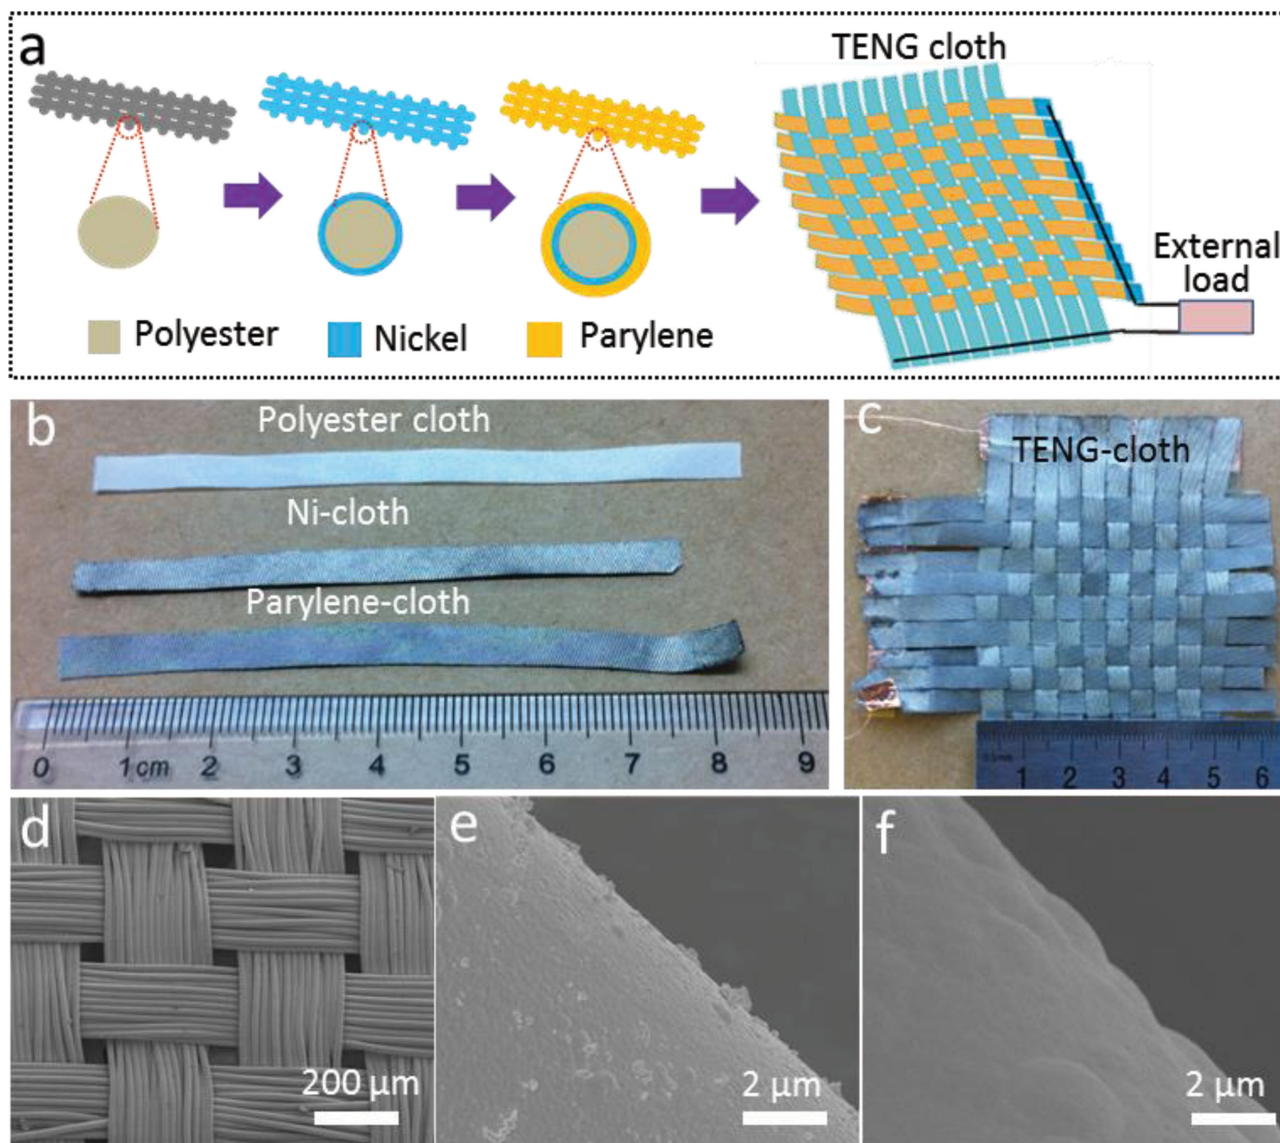 a
TENG cloth
External
load
Polyester
Nickel
Parylene
b
Polyester cloth
Ni-cloth
Parylene-cloth
0 1 cm 2 3 4 5 6 7 8 9
c
TENG-cloth
1 2 3 4 5 6
d
200 μm
e
2 μm
f
2 μm